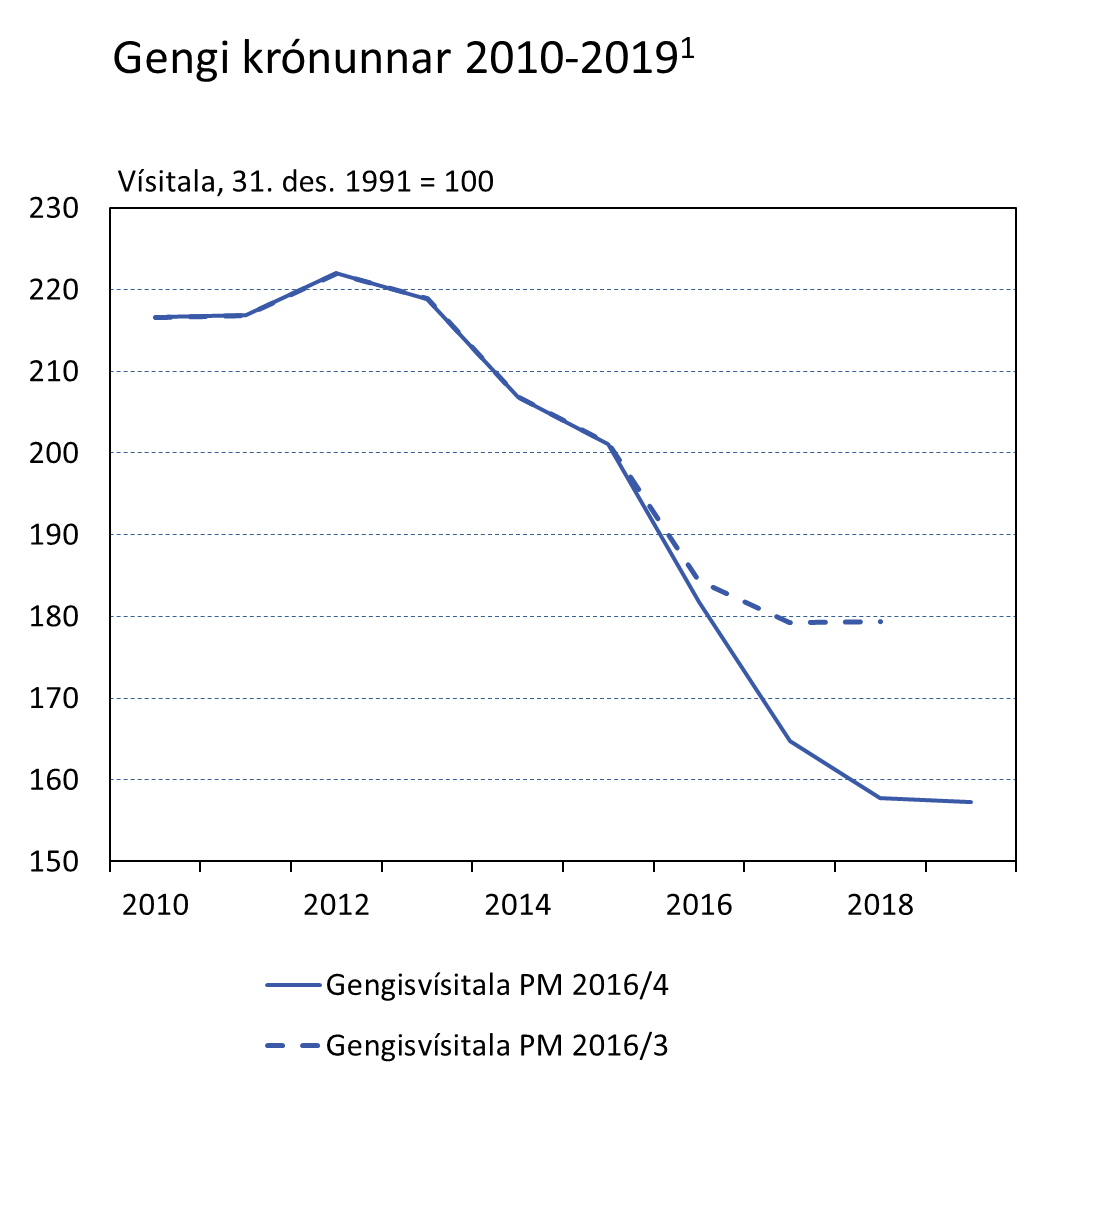 Gengi krónunnar 2010-2019¹
Vísitala, 31. des. 1991 = 100
230
220
210
200
190
180
170
160
150
2010 2012 2014 2016 2018
Gengisvísitala PM 2016/4
Gengisvísitala PM 2016/3